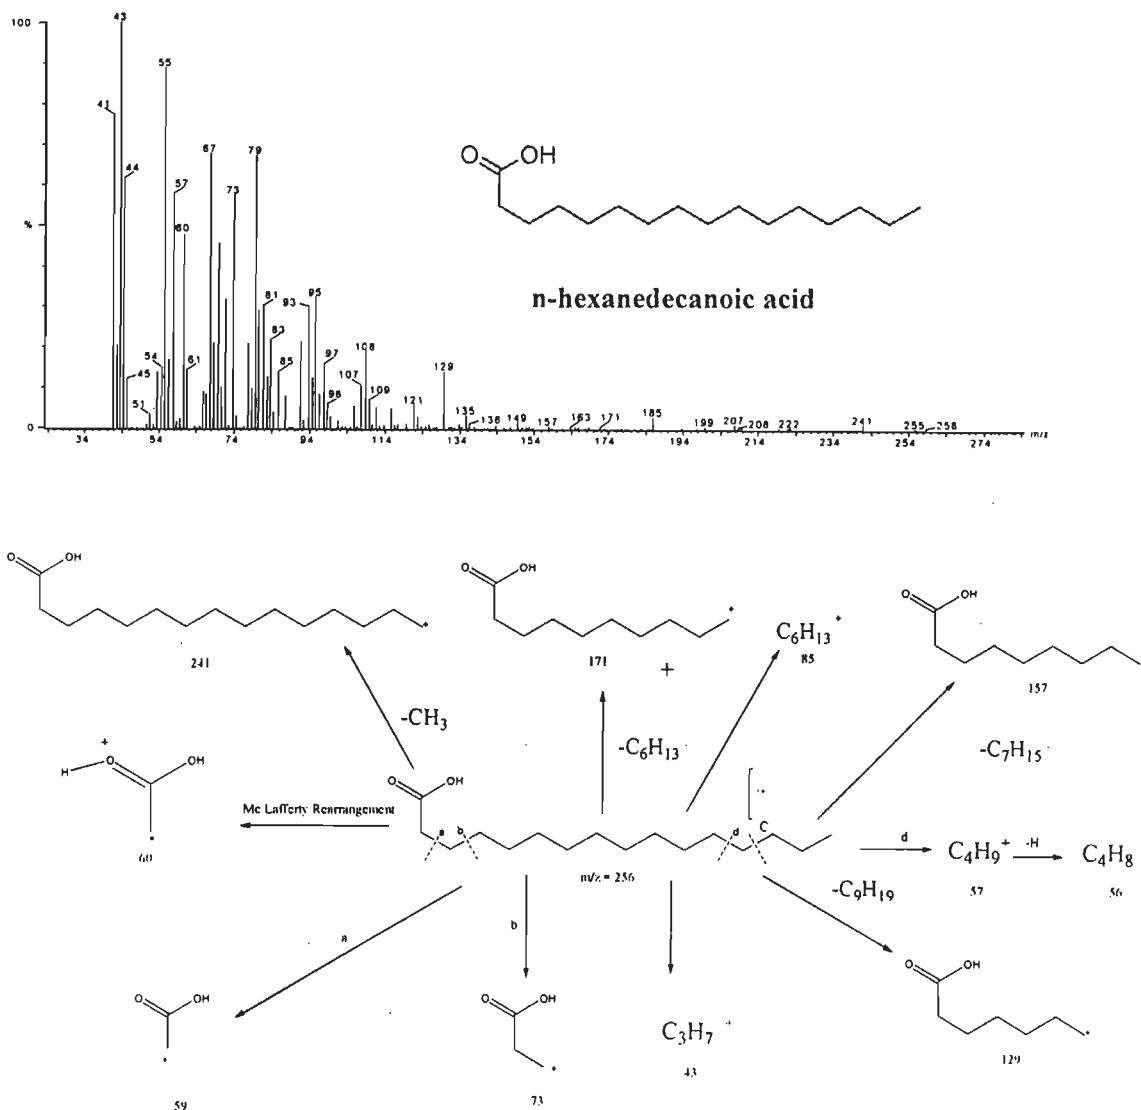 100
43
55
41
67
79
44
57
73
60
%
81
93
95
83
54
61
97
108
45
85
107
129
51
98
109
121
135
136
149
157
163
171
185
199
207
208
222
241
255
258
0
34
54
74
94
114
134
154
174
194
214
234
254
274
m/z
O
OH
n-hexanedecanoic acid
O
OH
+
241
O
OH
+
171
+
C6H13 +
85
O
OH
157
-CH3
-C6H13
-C7H15
+
H
O
OH
60
Mc Lafferty Rearrangement
O
OH
a
b
d
C
m/z = 256
d
C4H9 +
57
-H
C4H8
56
-C9H19
a
b
O
OH
+
59
O
OH
+
73
C3H7 +
43
O
OH
+
129